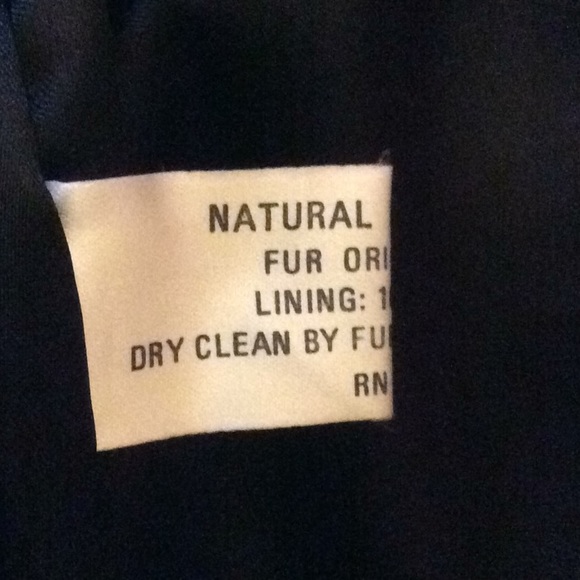 NATURAL
FUR ORI
LINING: 1
DRY CLEAN BY FU
RN